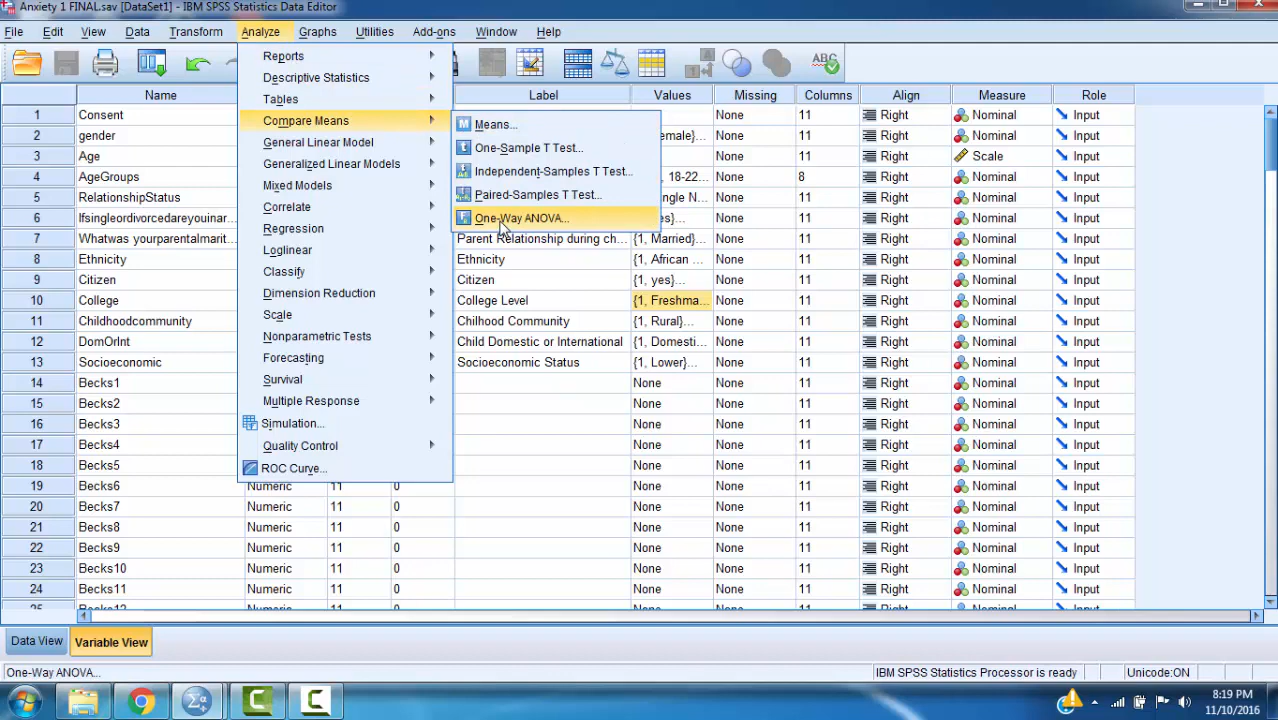 Anxiety 1 FINAL.sav [DataSet1] - IBM SPSS Statistics Data Editor
File Edit View Data Transform Analyze Graphs Utilities Add-ons Window Help
Reports
Descriptive Statistics
Tables
Compare Means
General Linear Model
Generalized Linear Models
Mixed Models
Correlate
Regression
Loglinear
Classify
Dimension Reduction
Scale
Nonparametric Tests
Forecasting
Survival
Multiple Response
Simulation...
Quality Control
ROC Curve...
Means...
One-Sample T Test...
Independent-Samples T Test...
Paired-Samples T Test...
One-Way ANOVA...
Name Label Values Missing Columns Align Measure Role
1 Consent None 11 Right Nominal Input
2 gender emale}... None 11 Right Nominal Input
3 Age None 11 Right Scale Input
4 AgeGroups , 18-22... None 8 Right Nominal Input
5 RelationshipStatus ngle N... None 11 Right Nominal Input
6 Ifsingleordivorcedareyouinar es}... None 11 Right Nominal Input
7 Whatwas yourparentalmarit Parent Relationship during ch... {1, Married}... None 11 Right Nominal Input
8 Ethnicity Ethnicity {1, African ... None 11 Right Nominal Input
9 Citizen Citizen {1, yes}... None 11 Right Nominal Input
10 College College Level {1, Freshma... None 11 Right Nominal Input
11 Childhoodcommunity Chilhood Community {1, Rural}... None 11 Right Nominal Input
12 DomOrInt Child Domestic or International {1, Domesti... None 11 Right Nominal Input
13 Socioeconomic Socioeconomic Status {1, Lower}... None 11 Right Nominal Input
14 Becks1 None None 11 Right Nominal Input
15 Becks2 None None 11 Right Nominal Input
16 Becks3 None None 11 Right Nominal Input
17 Becks4 None None 11 Right Nominal Input
18 Becks5 None None 11 Right Nominal Input
19 Becks6 Numeric 11 0 None None 11 Right Nominal Input
20 Becks7 Numeric 11 0 None None 11 Right Nominal Input
21 Becks8 Numeric 11 0 None None 11 Right Nominal Input
22 Becks9 Numeric 11 0 None None 11 Right Nominal Input
23 Becks10 Numeric 11 0 None None 11 Right Nominal Input
24 Becks11 Numeric 11 0 None None 11 Right Nominal Input
25 Becks12 Numeric 11 0 None None 11 Right Nominal Input
Data View Variable View
One-Way ANOVA... IBM SPSS Statistics Processor is ready Unicode:ON
8:19 PM
11/10/2016